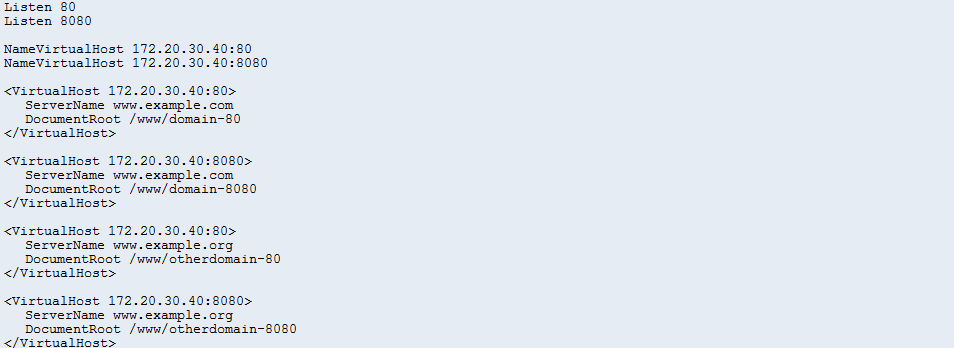 Listen 80
Listen 8080
NameVirtualHost 172.20.30.40:80
NameVirtualHost 172.20.30.40:8080
<VirtualHost 172.20.30.40:80>
ServerName www.example.com
DocumentRoot /www/domain-80
</VirtualHost>
<VirtualHost 172.20.30.40:8080>
ServerName www.example.com
DocumentRoot /www/domain-8080
</VirtualHost>
<VirtualHost 172.20.30.40:80>
ServerName www.example.org
DocumentRoot /www/otherdomain-80
</VirtualHost>
<VirtualHost 172.20.30.40:8080>
ServerName www.example.org
DocumentRoot /www/otherdomain-8080
</VirtualHost>